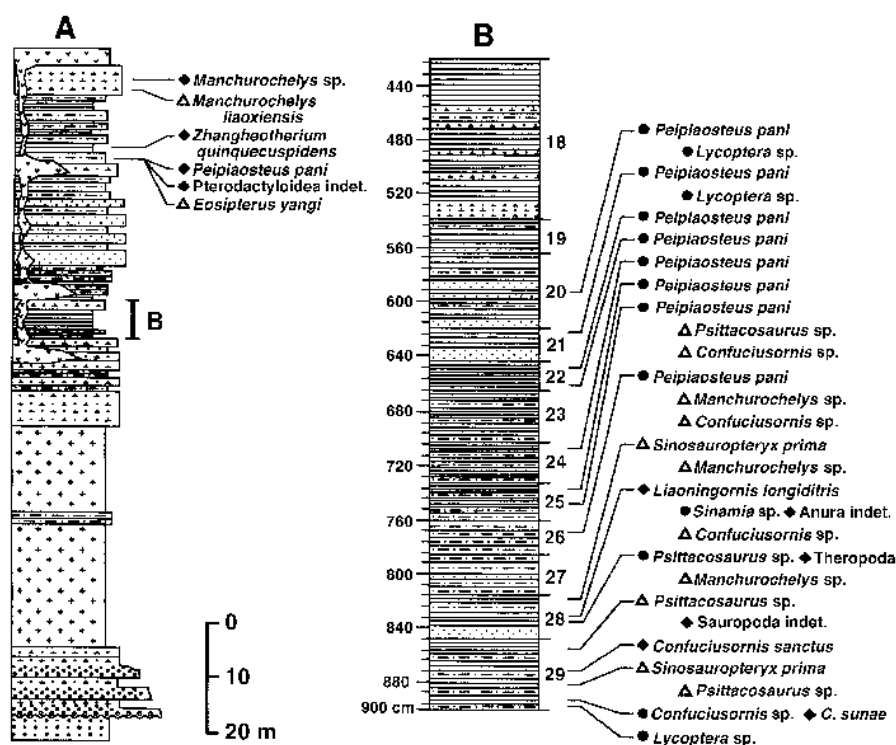 A
◆ Manchurochelys sp.
△ Manchurochelys
liaoxiensis
◆ Zhangheotherium
quinquecuspidens
◆ Peipiaosteus pani
◆ Pterodactyloidea indet.
△ Eosipterus yangi
B
0
10
20 m
B
440
480
520
560
600
640
680
720
760
800
840
880
900 cm
18
19
20
21
22
23
24
25
26
27
28
29
● Peipiaosteus pani
● Lycoptera sp.
● Peipiaosteus pani
● Lycoptera sp.
● Peipiaosteus pani
● Peipiaosteus pani
● Peipiaosteus pani
● Peipiaosteus pani
● Peipiaosteus pani
△ Psittacosaurus sp.
△ Confuciusornis sp.
● Peipiaosteus pani
△ Manchurochelys sp.
△ Confuciusornis sp.
△ Sinosauropteryx prima
△ Manchurochelys sp.
◆ Liaoningornis longiditris
● Sinamia sp. ◆ Anura indet.
△ Confuciusornis sp.
● Psittacosaurus sp. ◆ Theropoda
△ Manchurochelys sp.
△ Psittacosaurus sp.
◆ Sauropoda indet.
◆ Confuciusornis sanctus
△ Sinosauropteryx prima
△ Psittacosaurus sp.
● Confuciusornis sp. ◆ C. sunae
● Lycoptera sp.